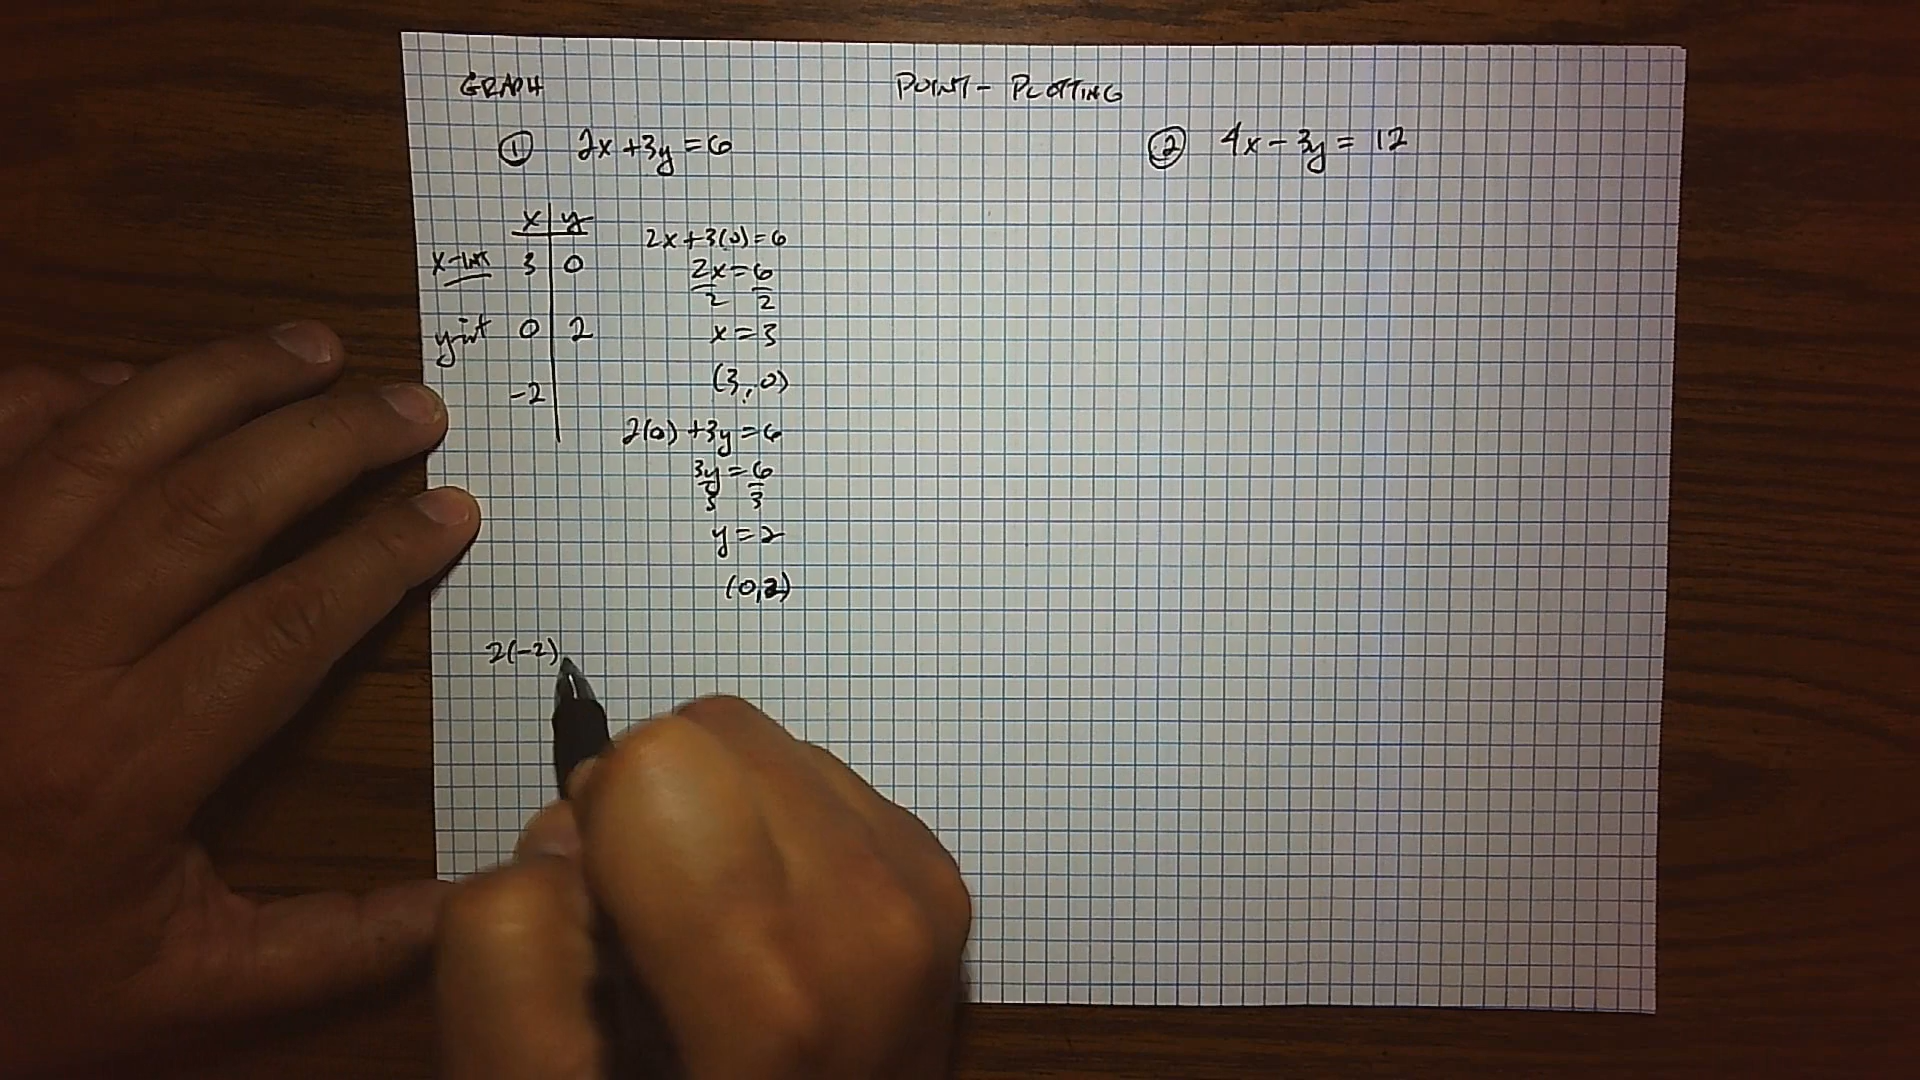 GRAPH
POINT - PLOTTING
① 2x + 3y = 6
② 4x - 3y = 12
x | y
x-int 3 | 0
y-int 0 | 2
-2 |
2x + 3(0) = 6
2x = 6
2 2
x = 3
(3, 0)
2(0) + 3y = 6
3y = 6
3 3
y = 2
(0, 2)
2(-2)